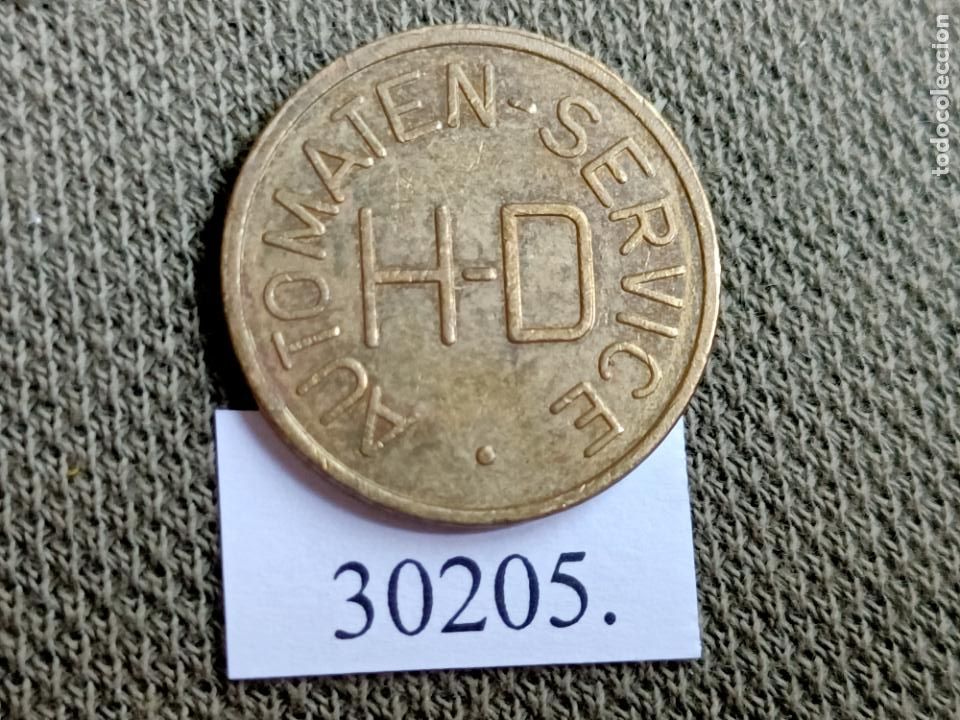 AUTOMATEN-SERVICE
H-D
30205.
todocoleccion